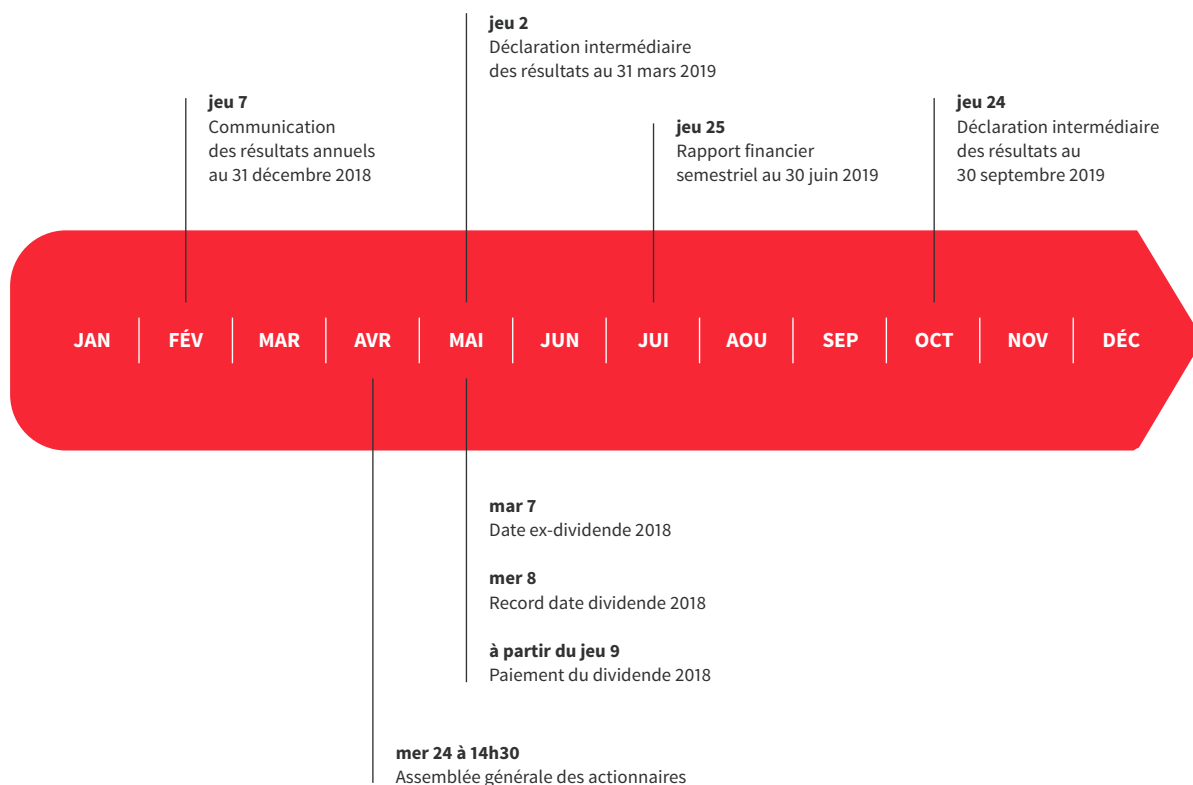 jeu 2
Déclaration intermédiaire
des résultats au 31 mars 2019
jeu 7
Communication
des résultats annuels
au 31 décembre 2018
jeu 25
Rapport financier
semestriel au 30 juin 2019
jeu 24
Déclaration intermédiaire
des résultats au
30 septembre 2019
JAN
FÉV
MAR
AVR
MAI
JUN
JUI
AOU
SEP
OCT
NOV
DÉC
mar 7
Date ex-dividende 2018
mer 8
Record date dividende 2018
à partir du jeu 9
Paiement du dividende 2018
mer 24 à 14h30
Assemblée générale des actionnaires